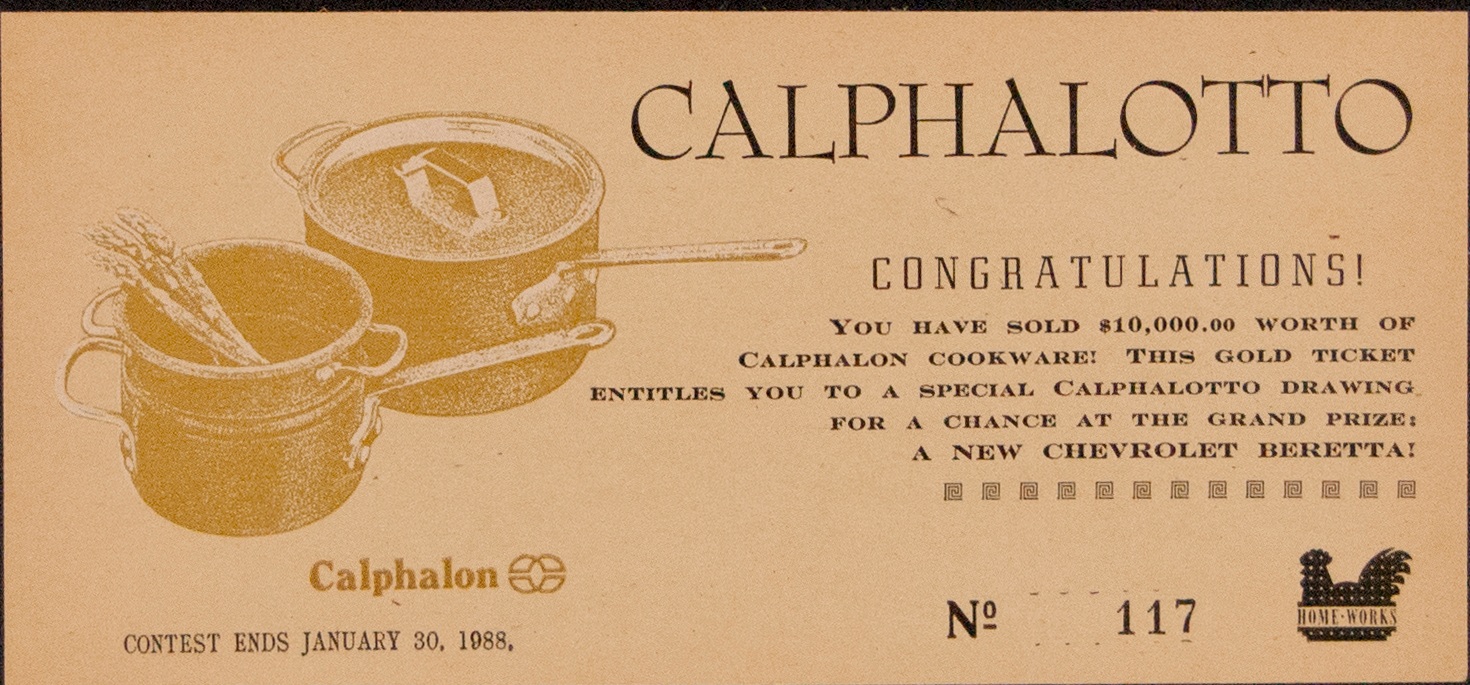 CALPHALOTTO
CONGRATULATIONS!
YOU HAVE SOLD $10,000.00 WORTH OF
CALPHALON COOKWARE! THIS GOLD TICKET
ENTITLES YOU TO A SPECIAL CALPHALOTTO DRAWING
FOR A CHANCE AT THE GRAND PRIZE:
A NEW CHEVROLET BERETTA!
Calphalon
CONTEST ENDS JANUARY 30, 1988.
Nº 117
HOME·WORKS